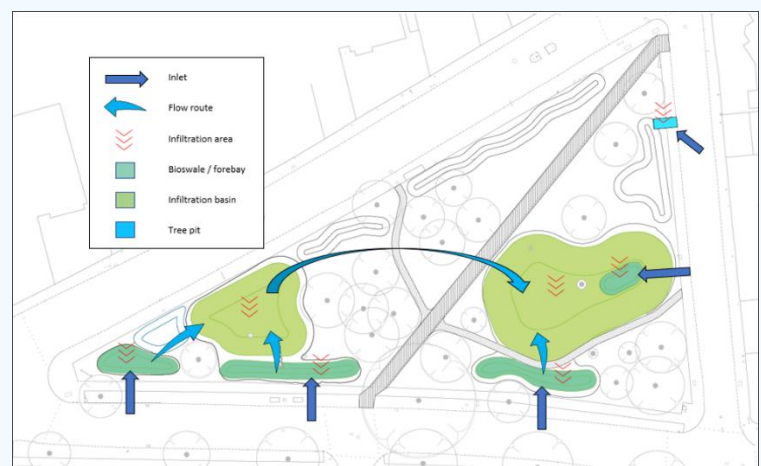 Inlet
Flow route
Infiltration area
Bioswale / forebay
Infiltration basin
Tree pit